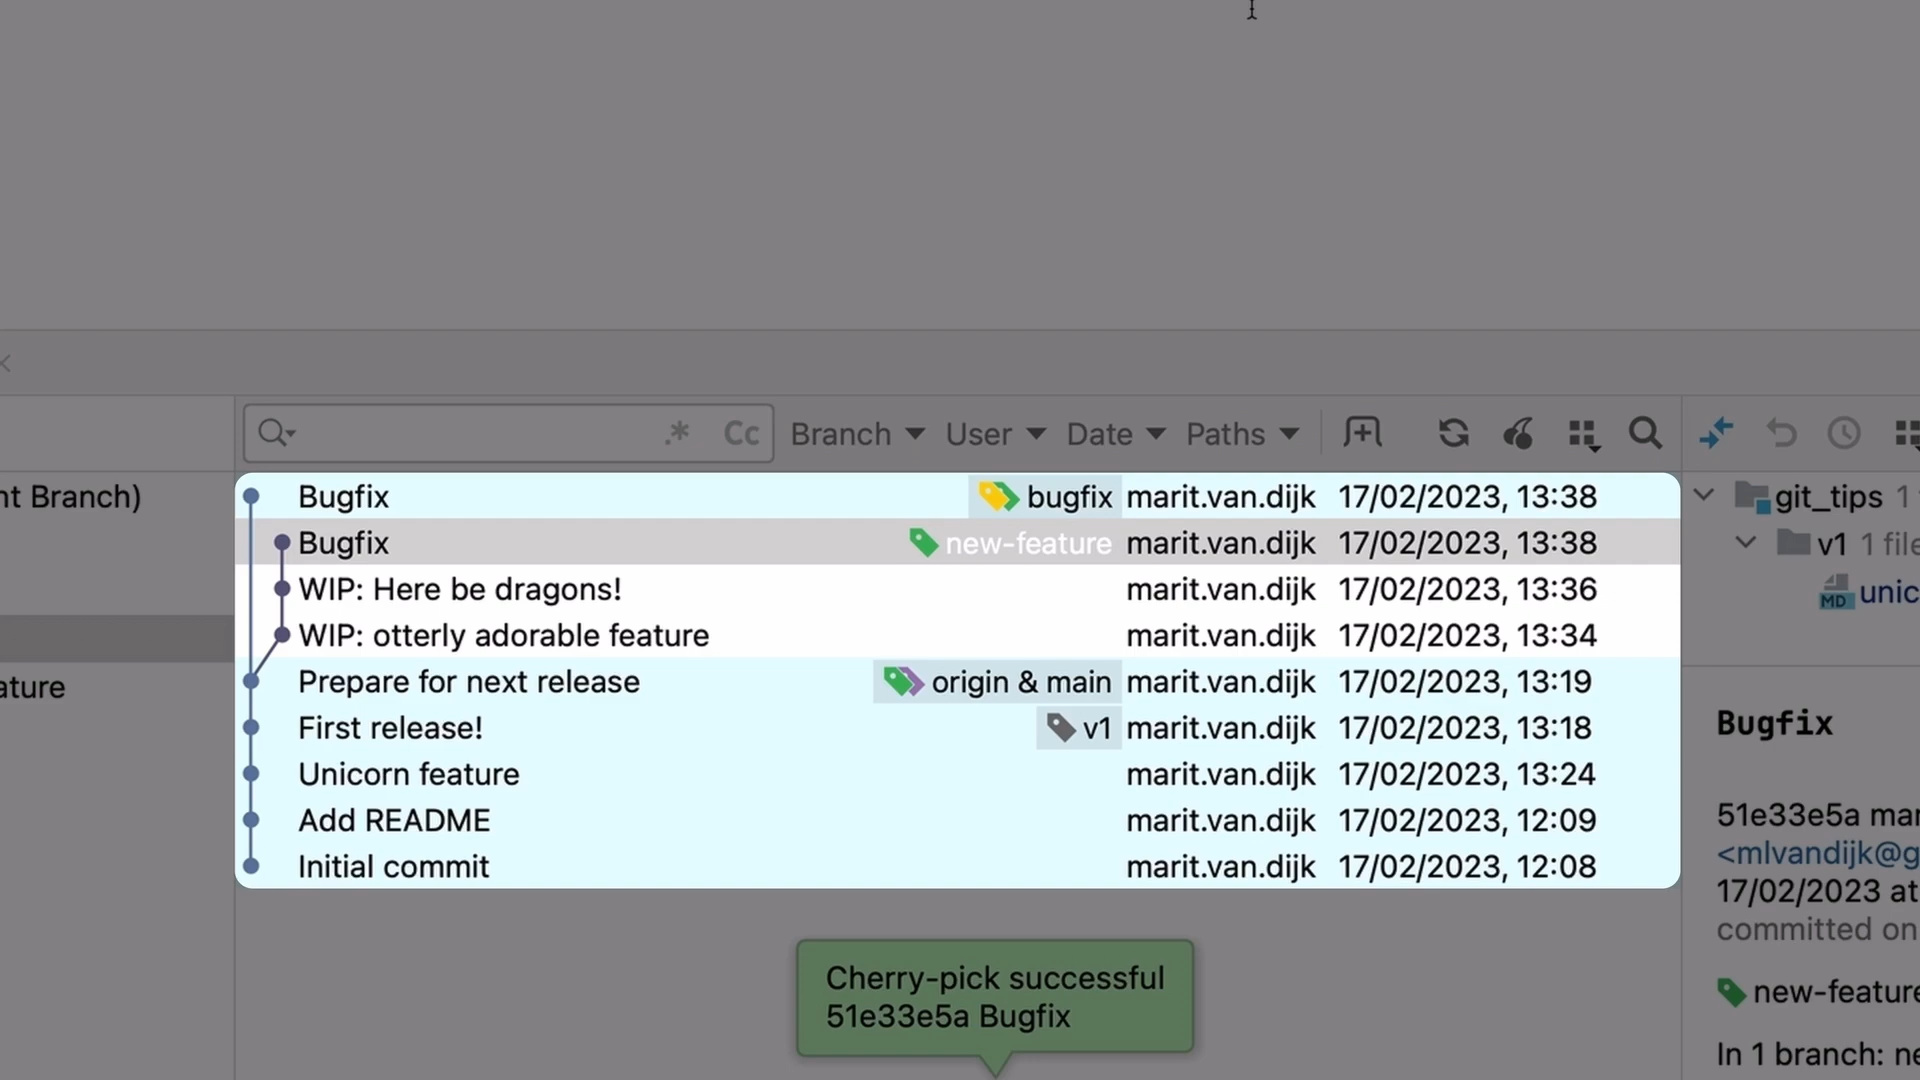 .* Cc Branch User Date Paths
nt Branch)
ature
Bugfix bugfix marit.van.dijk 17/02/2023, 13:38
Bugfix new-feature marit.van.dijk 17/02/2023, 13:38
WIP: Here be dragons! marit.van.dijk 17/02/2023, 13:36
WIP: otterly adorable feature marit.van.dijk 17/02/2023, 13:34
Prepare for next release origin & main marit.van.dijk 17/02/2023, 13:19
First release! v1 marit.van.dijk 17/02/2023, 13:18
Unicorn feature marit.van.dijk 17/02/2023, 13:24
Add README marit.van.dijk 17/02/2023, 12:09
Initial commit marit.van.dijk 17/02/2023, 12:08
Cherry-pick successful
51e33e5a Bugfix
git_tips 1
v1 1 file
MD unic
Bugfix
51e33e5a mar
<mlvandijk@g
17/02/2023 at
committed on
new-feature
In 1 branch: ne